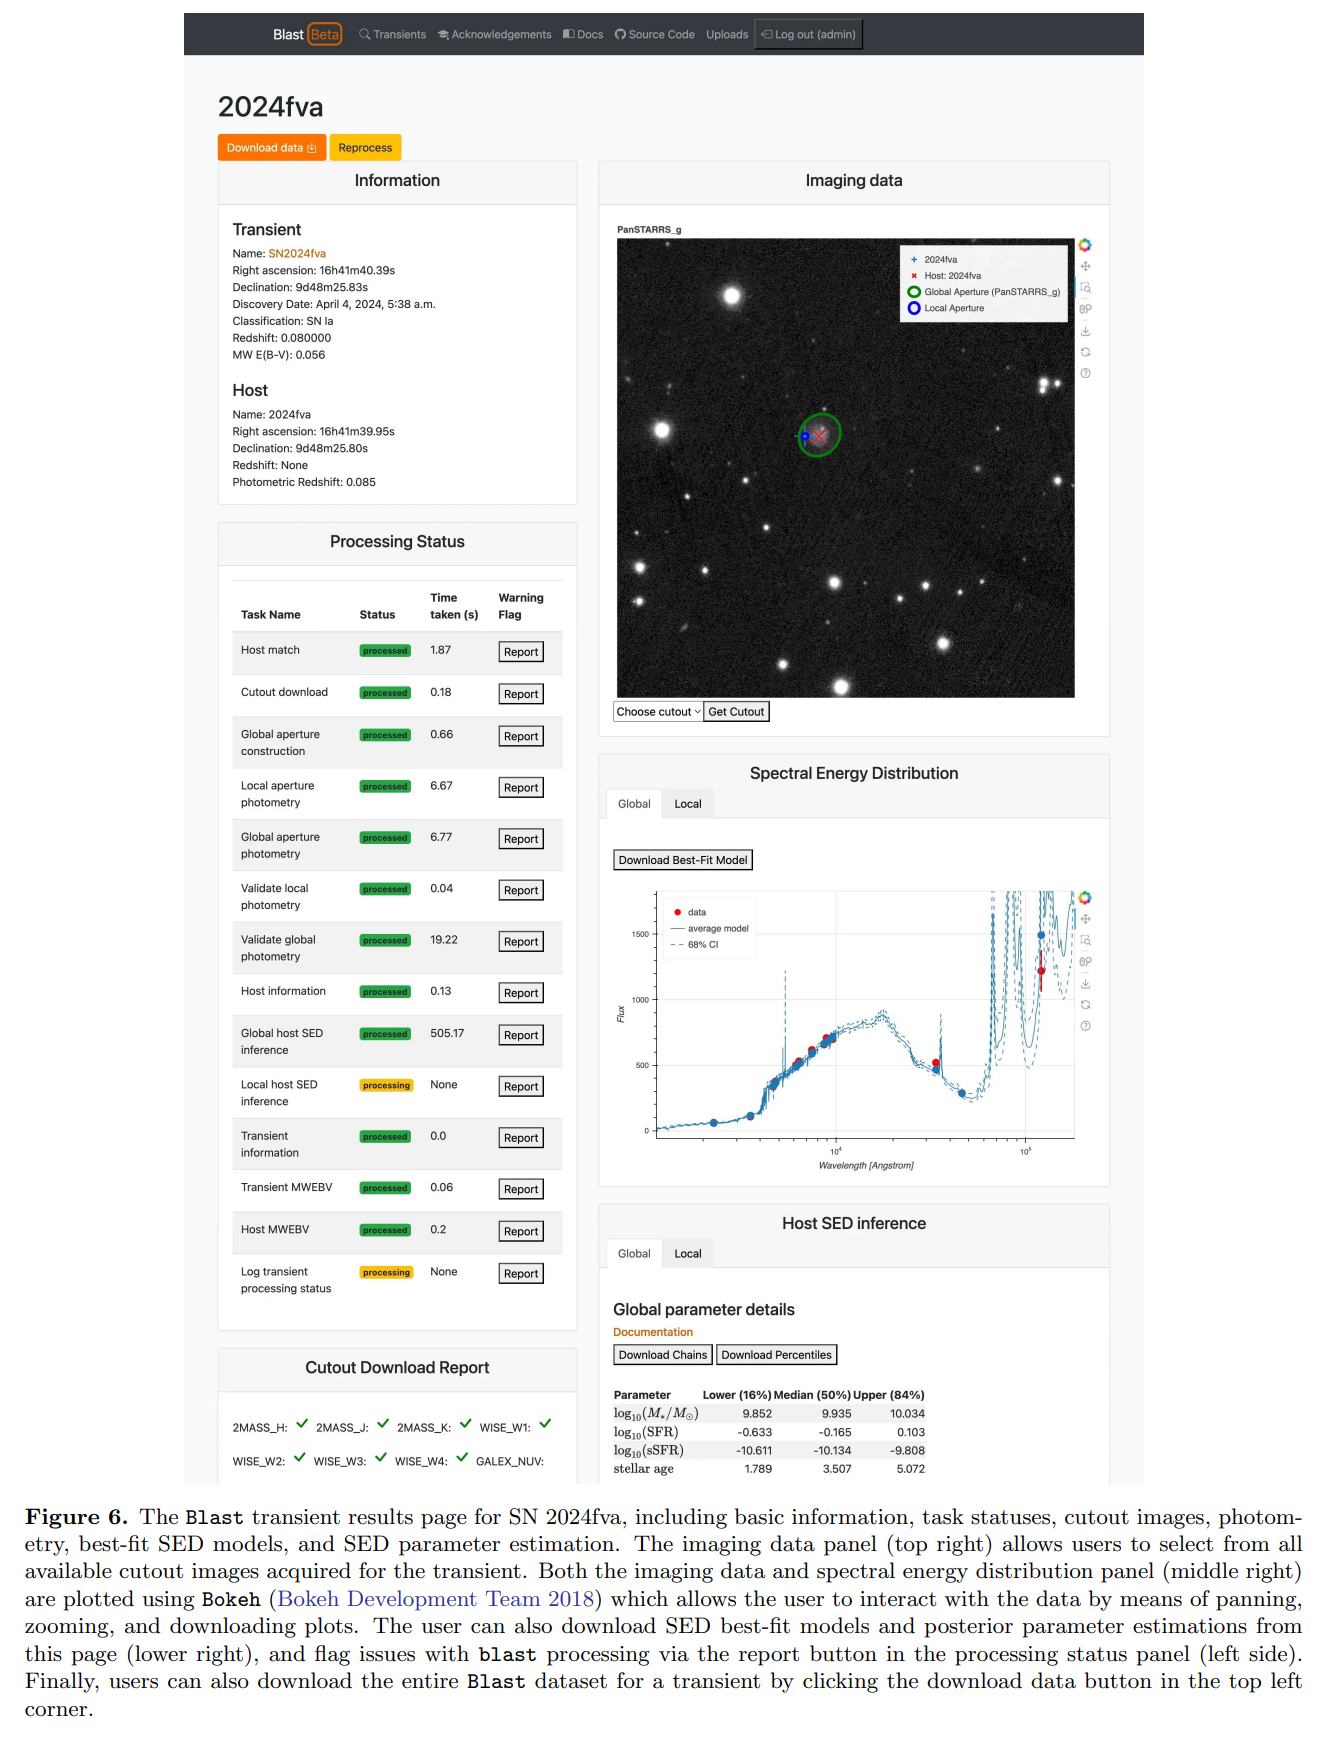 Blast Beta Transients Acknowledgements Docs Source Code Uploads Log out (admin)
2024fva
Download data Reprocess
Information
Transient
Name: SN2024fva
Right ascension: 16h41m40.39s
Declination: 9d48m25.83s
Discovery Date: April 4, 2024, 5:38 a.m.
Classification: SN Ia
Redshift: 0.080000
MW E(B-V): 0.056
Host
Name: 2024fva
Right ascension: 16h41m39.95s
Declination: 9d48m25.80s
Redshift: None
Photometric Redshift: 0.085
Processing Status
Task Name Status Time taken (s) Warning Flag
Host match processed 1.87 Report
Cutout download processed 0.18 Report
Global aperture construction processed 0.66 Report
Local aperture photometry processed 6.67 Report
Global aperture photometry processed 6.77 Report
Validate local photometry processed 0.04 Report
Validate global photometry processed 19.22 Report
Host information processed 0.13 Report
Global host SED inference processed 505.17 Report
Local host SED inference processing None Report
Transient information processed 0.0 Report
Transient MWEBV processed 0.06 Report
Host MWEBV processed 0.2 Report
Log transient processing status processing None Report
Cutout Download Report
2MASS_H: ✓ 2MASS_J: ✓ 2MASS_K: ✓ WISE_W1: ✓
WISE_W2: ✓ WISE_W3: ✓ WISE_W4: ✓ GALEX_NUV:
Imaging data
PanSTARRS_g
2024fva
Host: 2024fva
Global Aperture (PanSTARRS_g)
Local Aperture
Choose cutout Get Cutout
Spectral Energy Distribution
Global Local
Download Best-Fit Model
data
average model
68% CI
1500
1000
500
0
Flux
10⁴ 10⁵
Wavelength [Angstrom]
Host SED inference
Global Local
Global parameter details
Documentation
Download Chains Download Percentiles
Parameter Lower (16%) Median (50%) Upper (84%)
log₁₀(M∗/M⊙) 9.852 9.935 10.034
log₁₀(SFR) -0.633 -0.165 0.103
log₁₀(sSFR) -10.611 -10.134 -9.808
stellar age 1.789 3.507 5.072
Figure 6. The Blast transient results page for SN 2024fva, including basic information, task statuses, cutout images, photom-
etry, best-fit SED models, and SED parameter estimation. The imaging data panel (top right) allows users to select from all
available cutout images acquired for the transient. Both the imaging data and spectral energy distribution panel (middle right)
are plotted using Bokeh (Bokeh Development Team 2018) which allows the user to interact with the data by means of panning,
zooming, and downloading plots. The user can also download SED best-fit models and posterior parameter estimations from
this page (lower right), and flag issues with blast processing via the report button in the processing status panel (left side).
Finally, users can also download the entire Blast dataset for a transient by clicking the download data button in the top left
corner.